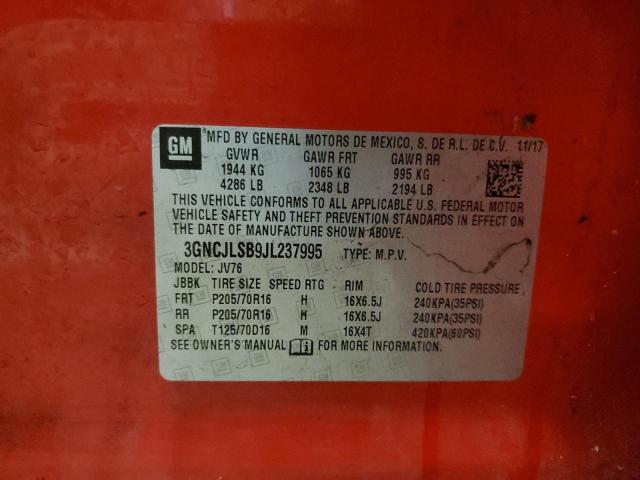 GM
*MFD BY GENERAL MOTORS DE MEXICO, S. DE R.L. DE C.V. 11/17
GVWR GAWR FRT GAWR RR
1944 KG 1065 KG 995 KG
4286 LB 2348 LB 2194 LB
THIS VEHICLE CONFORMS TO ALL APPLICABLE U.S. FEDERAL MOTOR
VEHICLE SAFETY AND THEFT PREVENTION STANDARDS IN EFFECT ON
THE DATE OF MANUFACTURE SHOWN ABOVE.
3GNCJLSB9JL237995 TYPE: M.P.V.
MODEL: JV76
JBBK TIRE SIZE SPEED RTG RIM COLD TIRE PRESSURE
FRT P205/70R16 H 16X6.5J 240KPA(35PSI)
RR P205/70R16 H 16X6.5J 240KPA(35PSI)
SPA T125/70D16 M 16X4T 420KPA(60PSI)
SEE OWNER'S MANUAL FOR MORE INFORMATION.